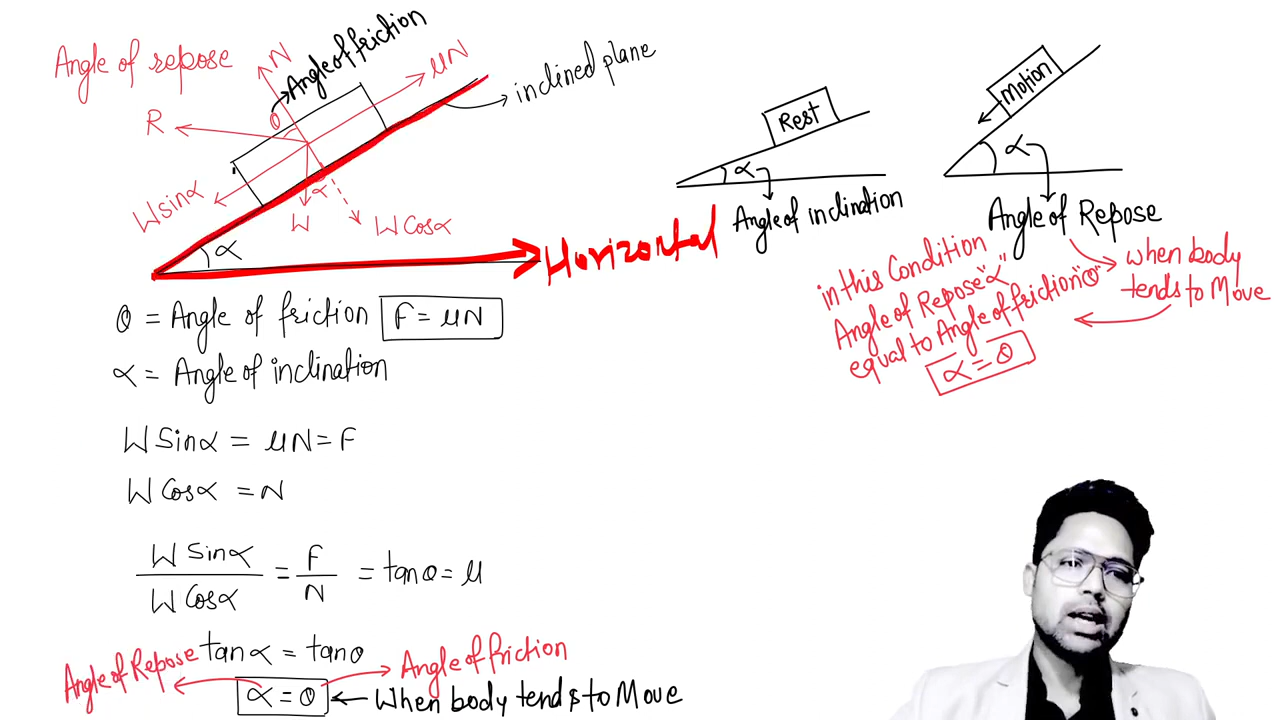 Angle of repose
N
Angle of friction
μN
inclined plane
θ
R
W sinα
W
α
W Cosα
α
Horizontal
θ = Angle of friction
F = μN
α = Angle of inclination
W Sinα = μN = F
W Cosα = N
W Sinα / W Cosα = F / N = tanθ = μ
Angle of Repose tanα = tanθ
Angle of friction
α = θ ← When body tends to Move
Rest
α
Angle of inclination
Motion
α
Angle of Repose
when body
tends to Move
in this Condition
Angle of Repose "α"
equal to Angle of friction "θ"
α = θ